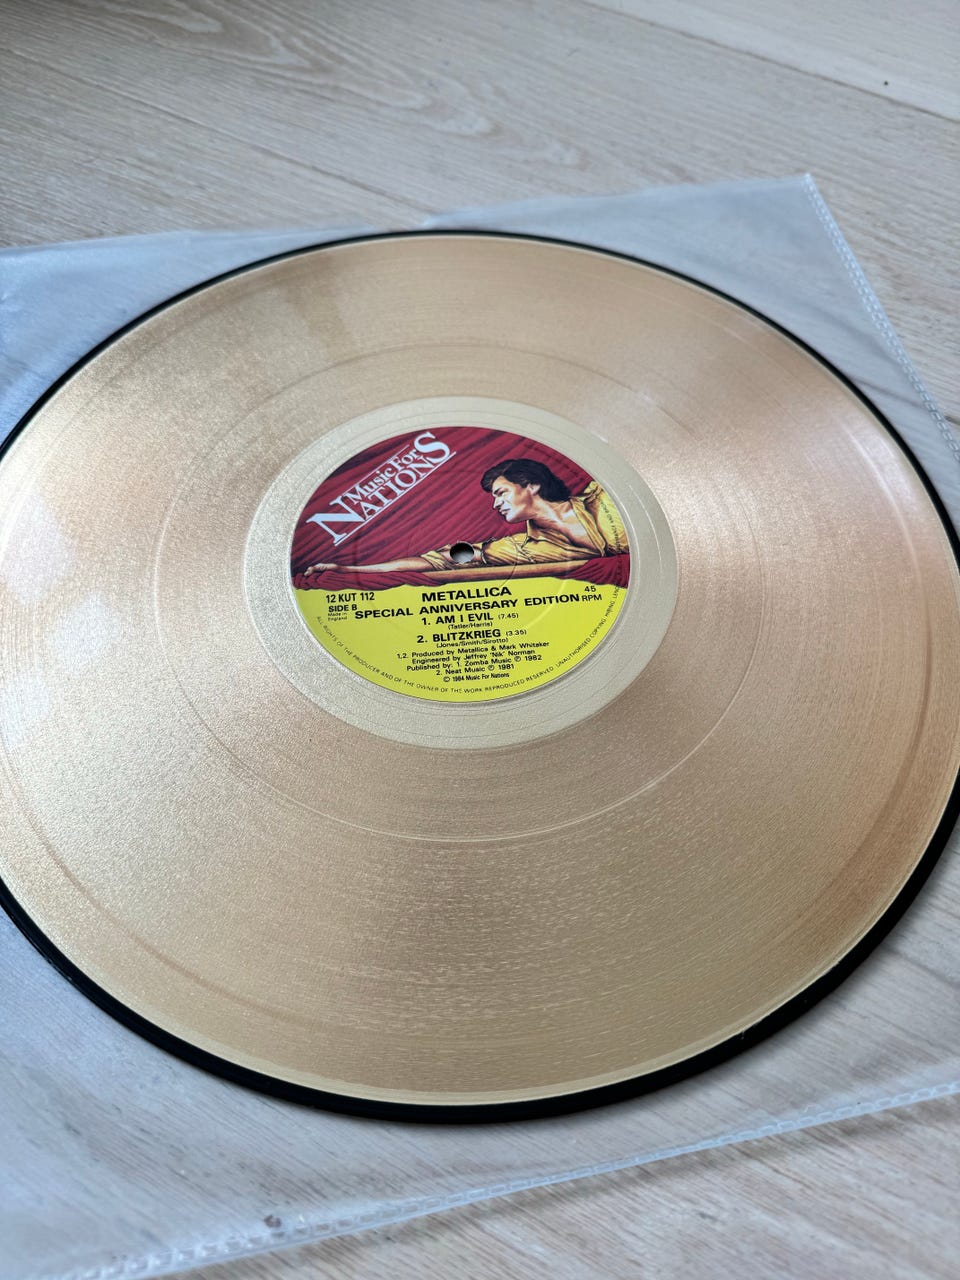 Music For
NATIONS
12 KUT 112
METALLICA
45
RPM
SIDE B
SPECIAL ANNIVERSARY EDITION
Made in
England
1. AM I EVIL (7.45)
(Tatler/Harris)
2. BLITZKRIEG (3.35)
(Jones/Smith/Sirotto)
1,2. Produced by Metallica & Mark Whitaker
Engineered by Jeffrey 'Nik' Norman
Published by: 1. Zomba Music ℗ 1982
2. Neat Music ℗ 1981
© 1984 Music For Nations
ALL RIGHTS OF THE PRODUCER AND OF THE OWNER OF THE WORK REPRODUCED RESERVED. UNAUTHORISED COPYING,